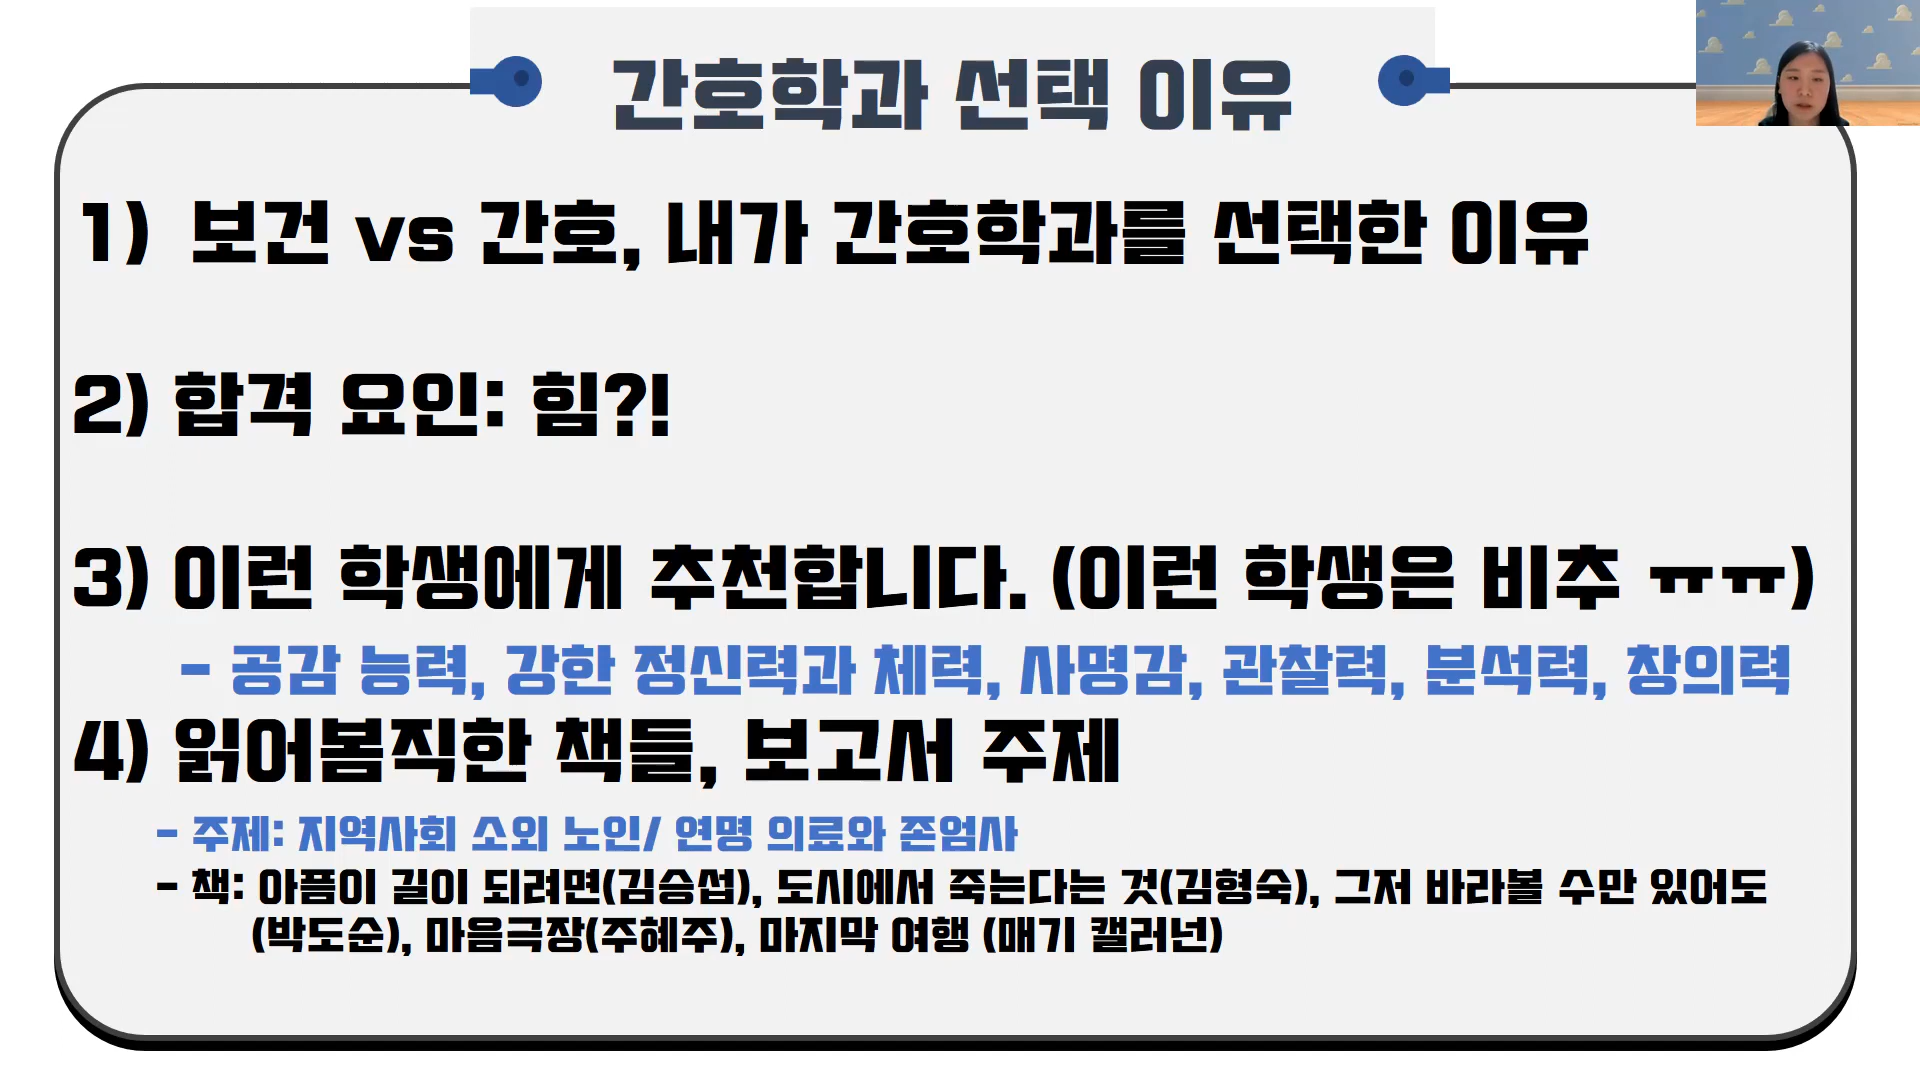 간호학과 선택 이유
1) 보건 vs 간호, 내가 간호학과를 선택한 이유
2) 합격 요인: 힘?!
3) 이런 학생에게 추천합니다. (이런 학생은 비추 ㅠㅠ)
- 공감 능력, 강한 정신력과 체력, 사명감, 관찰력, 분석력, 창의력
4) 읽어봄직한 책들, 보고서 주제
- 주제: 지역사회 소외 노인/ 연명 의료와 존엄사
- 책: 아픔이 길이 되려면(김승섭), 도시에서 죽는다는 것(김형숙), 그저 바라볼 수만 있어도
(박도순), 마음극장(주혜주), 마지막 여행 (매기 캘러넌)